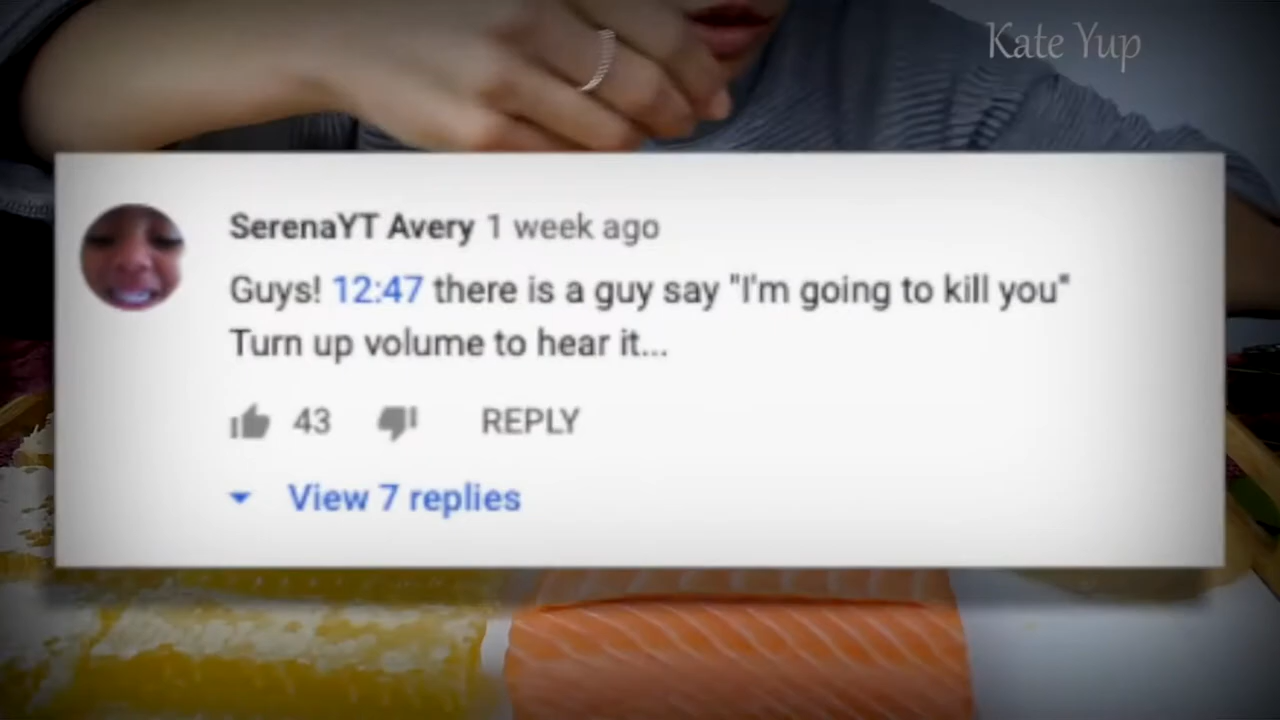 Kate Yup
SerenaYT Avery 1 week ago
Guys! 12:47 there is a guy say "I'm going to kill you"
Turn up volume to hear it...
43 REPLY
View 7 replies